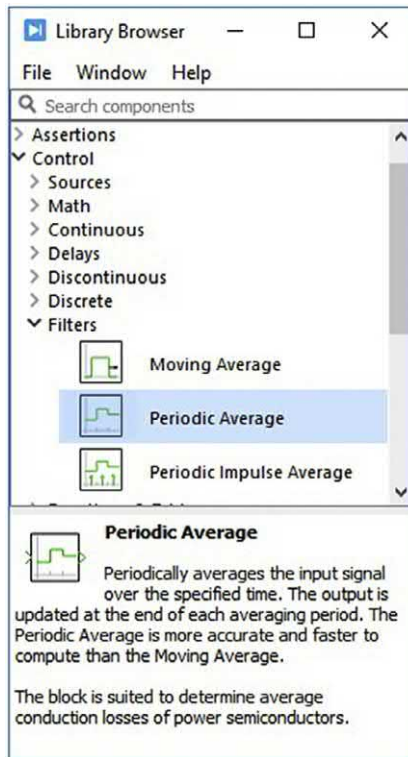 Library Browser
File Window Help
Search components
Assertions
Control
Sources
Math
Continuous
Delays
Discontinuous
Discrete
Filters
Moving Average
Periodic Average
Periodic Impulse Average
Periodic Average
Periodically averages the input signal
over the specified time. The output is
updated at the end of each averaging period. The
Periodic Average is more accurate and faster to
compute than the Moving Average.
The block is suited to determine average
conduction losses of power semiconductors.